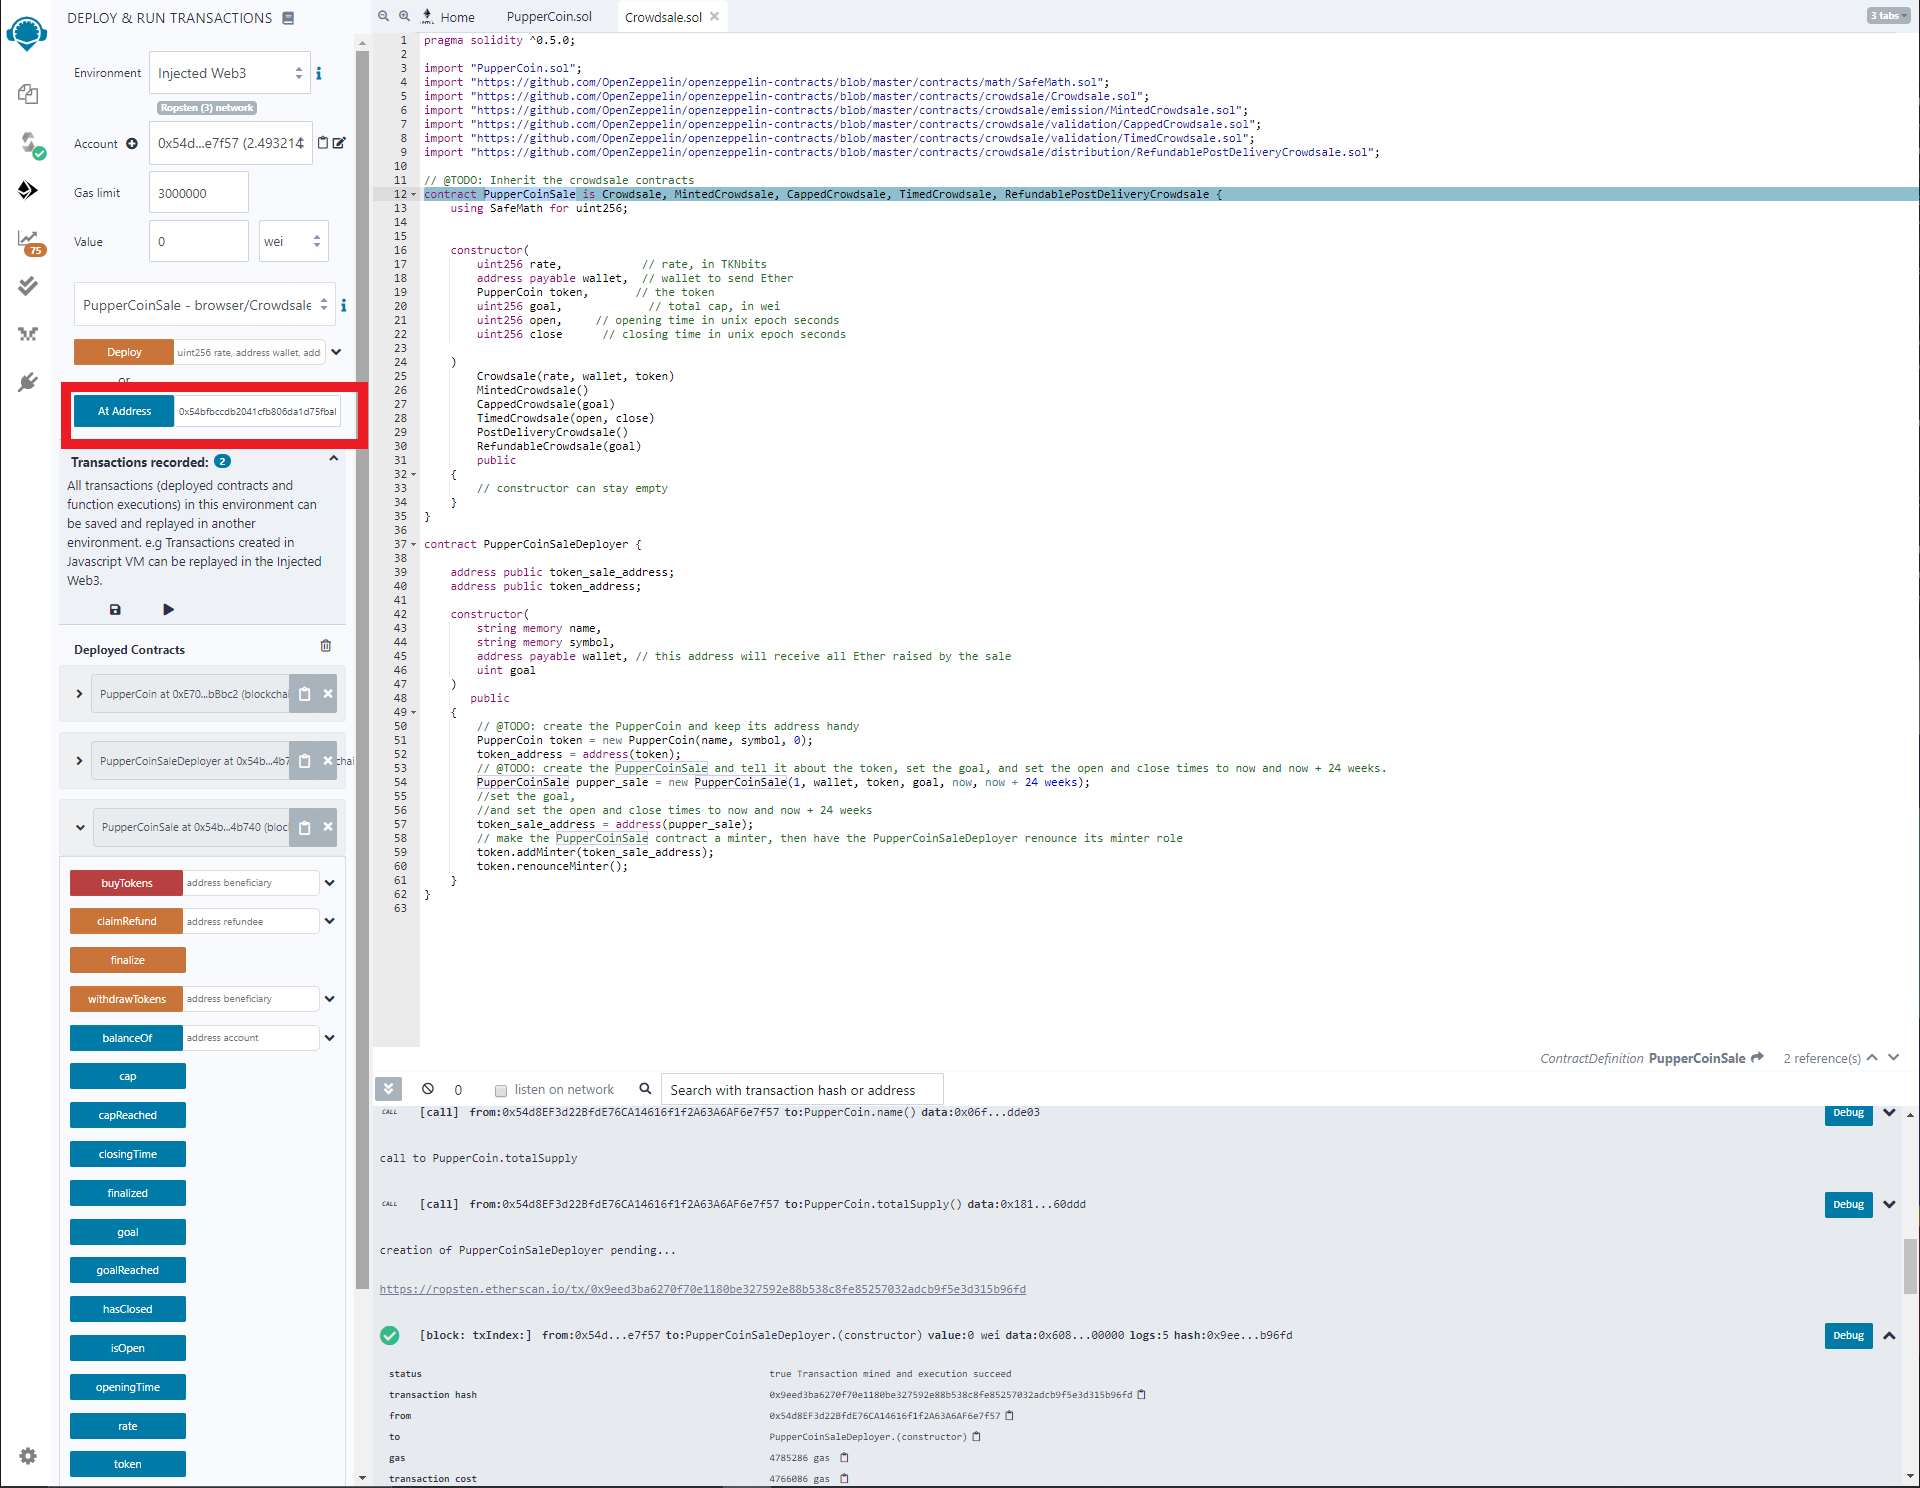 DEPLOY & RUN TRANSACTIONS
Environment
Injected Web3
Ropsten (3) network
Account
0x54d...e7f57 (2.493214
Gas limit
3000000
Value
0
wei
PupperCoinSale - browser/Crowdsale
Deploy
uint256 rate, address wallet, add
or
At Address
0x54bfbccdb2041cfb806da1d75fbal
Transactions recorded: 2
All transactions (deployed contracts and
function executions) in this environment can
be saved and replayed in another
environment. e.g Transactions created in
Javascript VM can be replayed in the Injected
Web3.
Deployed Contracts
PupperCoin at 0xE70...bBbc2 (blockchai
PupperCoinSaleDeployer at 0x54b...4b7
chai
PupperCoinSale at 0x54b...4b740 (bloc
buyTokens
address beneficiary
claimRefund
address refundee
finalize
withdrawTokens
address beneficiary
balanceOf
address account
cap
capReached
closingTime
finalized
goal
goalReached
hasClosed
isOpen
openingTime
rate
token
75
Home
PupperCoin.sol
Crowdsale.sol
3 tabs
1 pragma solidity ^0.5.0;
2
3 import "PupperCoin.sol";
4 import "https://github.com/OpenZeppelin/openzeppelin-contracts/blob/master/contracts/math/SafeMath.sol";
5 import "https://github.com/OpenZeppelin/openzeppelin-contracts/blob/master/contracts/crowdsale/Crowdsale.sol";
6 import "https://github.com/OpenZeppelin/openzeppelin-contracts/blob/master/contracts/crowdsale/emission/MintedCrowdsale.sol";
7 import "https://github.com/OpenZeppelin/openzeppelin-contracts/blob/master/contracts/crowdsale/validation/CappedCrowdsale.sol";
8 import "https://github.com/OpenZeppelin/openzeppelin-contracts/blob/master/contracts/crowdsale/validation/TimedCrowdsale.sol";
9 import "https://github.com/OpenZeppelin/openzeppelin-contracts/blob/master/contracts/crowdsale/distribution/RefundablePostDeliveryCrowdsale.sol";
10
11 // @TODO: Inherit the crowdsale contracts
12 contract PupperCoinSale is Crowdsale, MintedCrowdsale, CappedCrowdsale, TimedCrowdsale, RefundablePostDeliveryCrowdsale {
13 using SafeMath for uint256;
14
15
16 constructor(
17 uint256 rate, // rate, in TKNbits
18 address payable wallet, // wallet to send Ether
19 PupperCoin token, // the token
20 uint256 goal, // total cap, in wei
21 uint256 open, // opening time in unix epoch seconds
22 uint256 close // closing time in unix epoch seconds
23
24 )
25 Crowdsale(rate, wallet, token)
26 MintedCrowdsale()
27 CappedCrowdsale(goal)
28 TimedCrowdsale(open, close)
29 PostDeliveryCrowdsale()
30 RefundableCrowdsale(goal)
31 public
32 {
33 // constructor can stay empty
34 }
35 }
36
37 contract PupperCoinSaleDeployer {
38
39 address public token_sale_address;
40 address public token_address;
41
42 constructor(
43 string memory name,
44 string memory symbol,
45 address payable wallet, // this address will receive all Ether raised by the sale
46 uint goal
47 )
48 public
49 {
50 // @TODO: create the PupperCoin and keep its address handy
51 PupperCoin token = new PupperCoin(name, symbol, 0);
52 token_address = address(token);
53 // @TODO: create the PupperCoinSale and tell it about the token, set the goal, and set the open and close times to now and now + 24 weeks.
54 PupperCoinSale pupper_sale = new PupperCoinSale(1, wallet, token, goal, now, now + 24 weeks);
55 //set the goal,
56 //and set the open and close times to now and now + 24 weeks
57 token_sale_address = address(pupper_sale);
58 // make the PupperCoinSale contract a minter, then have the PupperCoinSaleDeployer renounce its minter role
59 token.addMinter(token_sale_address);
60 token.renounceMinter();
61 }
62 }
63
ContractDefinition PupperCoinSale 2 reference(s)
0
listen on network
Search with transaction hash or address
CALL [call] from:0x54d8EF3d22BfdE76CA14616f1f2A63A6AF6e7f57 to:PupperCoin.name() data:0x06f...dde03
Debug
call to PupperCoin.totalSupply
CALL [call] from:0x54d8EF3d22BfdE76CA14616f1f2A63A6AF6e7f57 to:PupperCoin.totalSupply() data:0x181...60ddd
Debug
creation of PupperCoinSaleDeployer pending...
https://ropsten.etherscan.io/tx/0x9eed3ba6270f70e1180be327592e88b538c8fe85257032adcb9f5e3d315b96fd
[block: txIndex:] from:0x54d...e7f57 to:PupperCoinSaleDeployer.(constructor) value:0 wei data:0x608...00000 logs:5 hash:0x9ee...b96fd
Debug
status true Transaction mined and execution succeed
transaction hash 0x9eed3ba6270f70e1180be327592e88b538c8fe85257032adcb9f5e3d315b96fd
from 0x54d8EF3d22BfdE76CA14616f1f2A63A6AF6e7f57
to PupperCoinSaleDeployer.(constructor)
gas 4785286 gas
transaction cost 4766086 gas